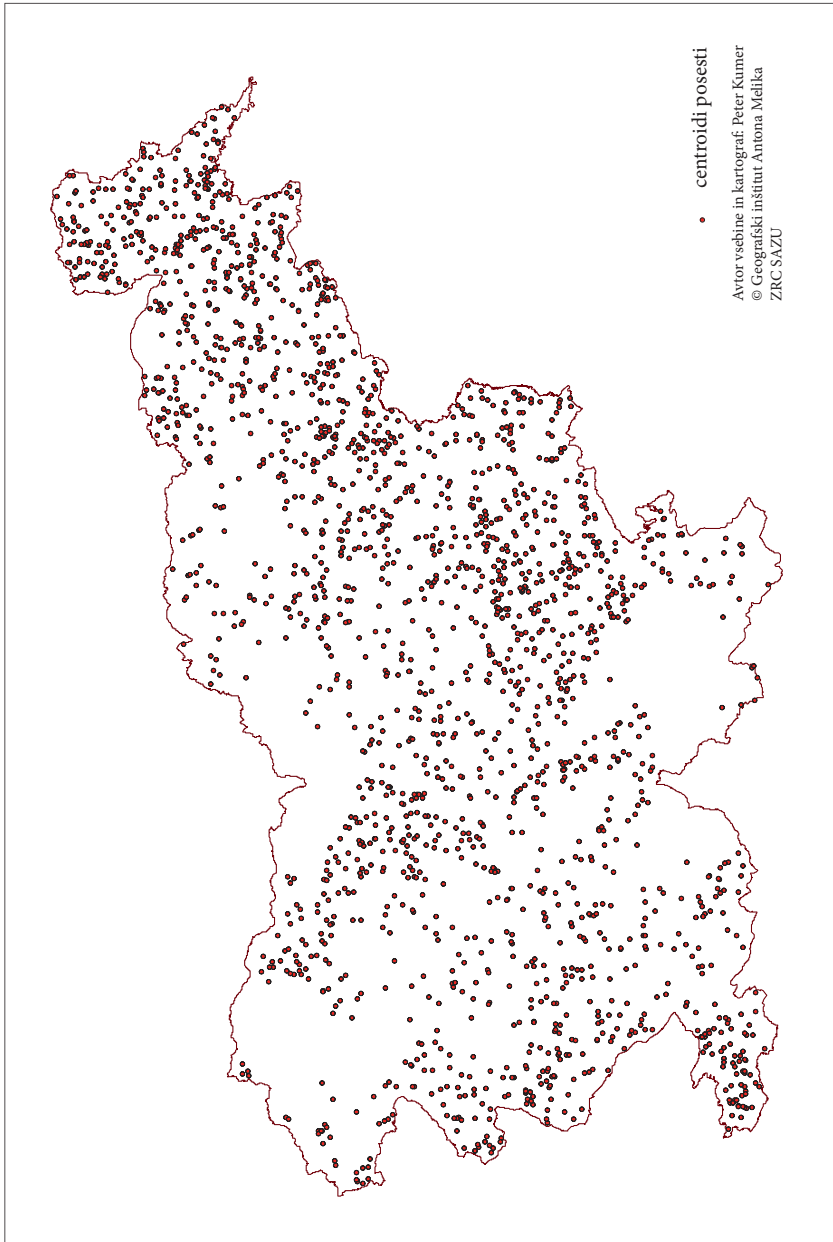 centroidi posesti
Avtor vsebine in kartograf: Peter Kumer
© Geografski inštitut Antona Melika
ZRC SAZU